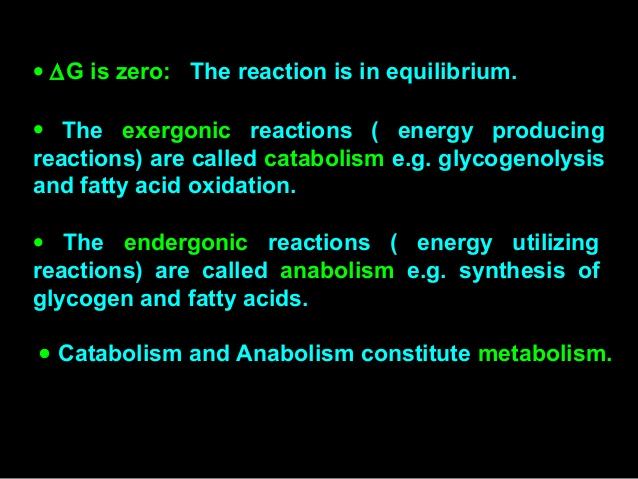 • ΔG is zero: The reaction is in equilibrium.
• The exergonic reactions ( energy producing
reactions) are called catabolism e.g. glycogenolysis
and fatty acid oxidation.
• The endergonic reactions ( energy utilizing
reactions) are called anabolism e.g. synthesis of
glycogen and fatty acids.
• Catabolism and Anabolism constitute metabolism.